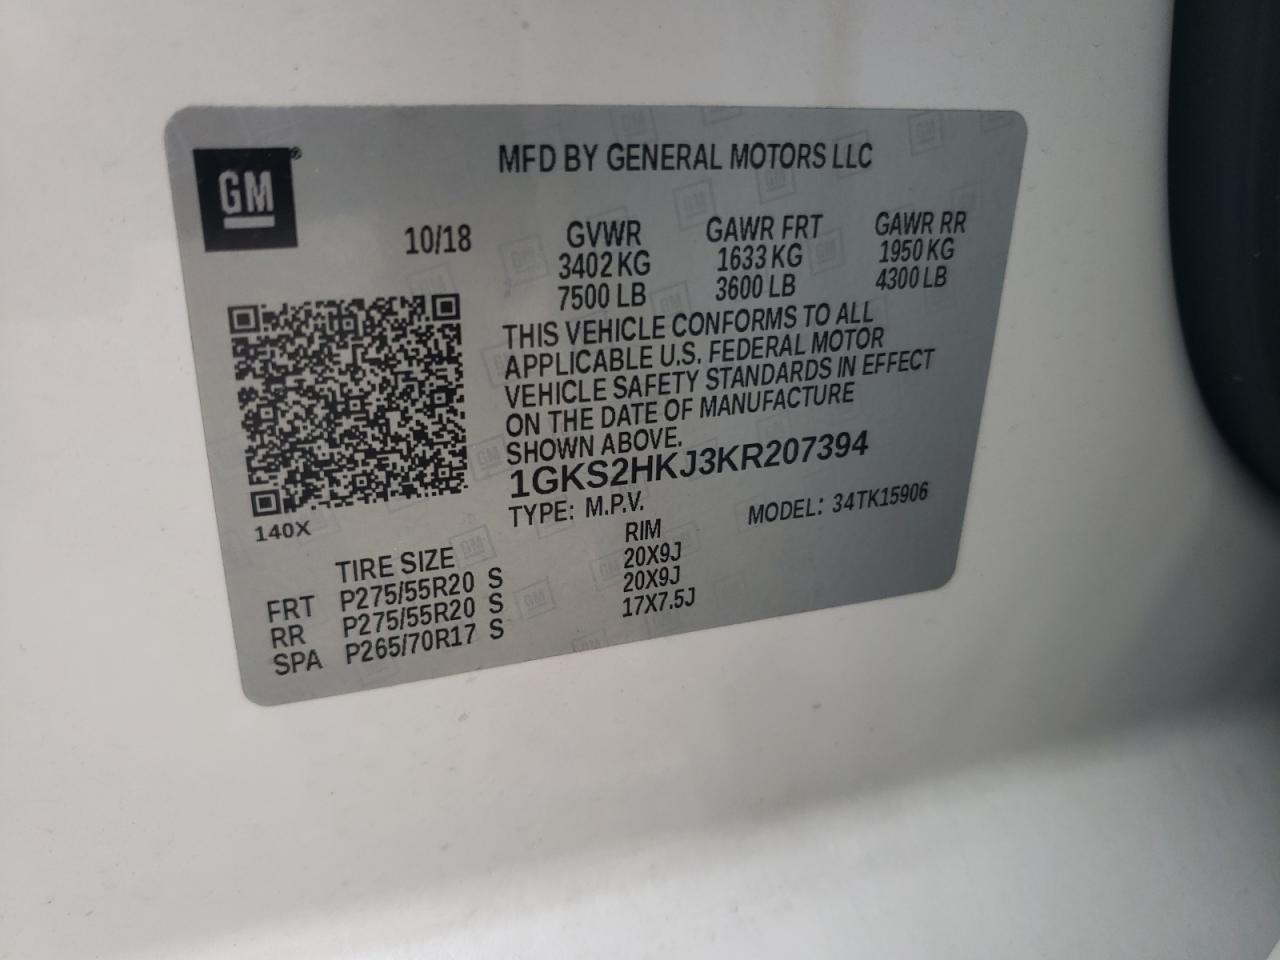 GM®
MFD BY GENERAL MOTORS LLC
10/18 GVWR GAWR FRT GAWR RR
3402 KG 1633 KG 1950 KG
7500 LB 3600 LB 4300 LB
THIS VEHICLE CONFORMS TO ALL
APPLICABLE U.S. FEDERAL MOTOR
VEHICLE SAFETY STANDARDS IN EFFECT
ON THE DATE OF MANUFACTURE
SHOWN ABOVE.
1GKS2HKJ3KR207394
TYPE: M.P.V. MODEL: 34TK15906
140X
TIRE SIZE RIM
FRT P275/55R20 S 20X9J
RR P275/55R20 S 20X9J
SPA P265/70R17 S 17X7.5J